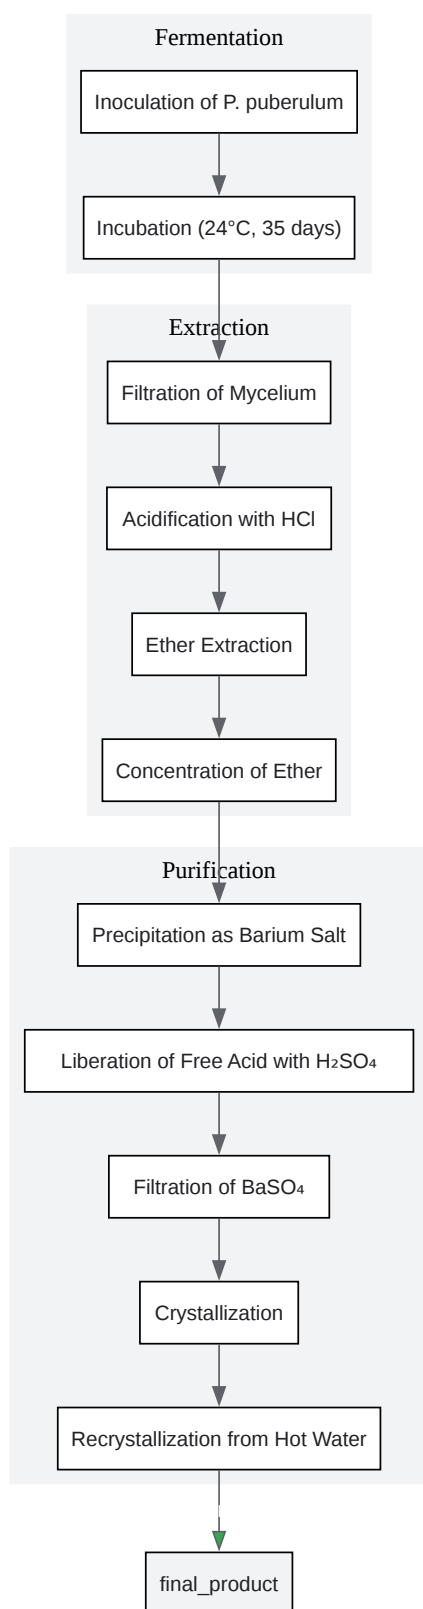 Fermentation
Inoculation of P. puberulum
Incubation (24°C, 35 days)
Extraction
Filtration of Mycelium
Acidification with HCl
Ether Extraction
Concentration of Ether
Purification
Precipitation as Barium Salt
Liberation of Free Acid with H₂SO₄
Filtration of BaSO₄
Crystallization
Recrystallization from Hot Water
final_product